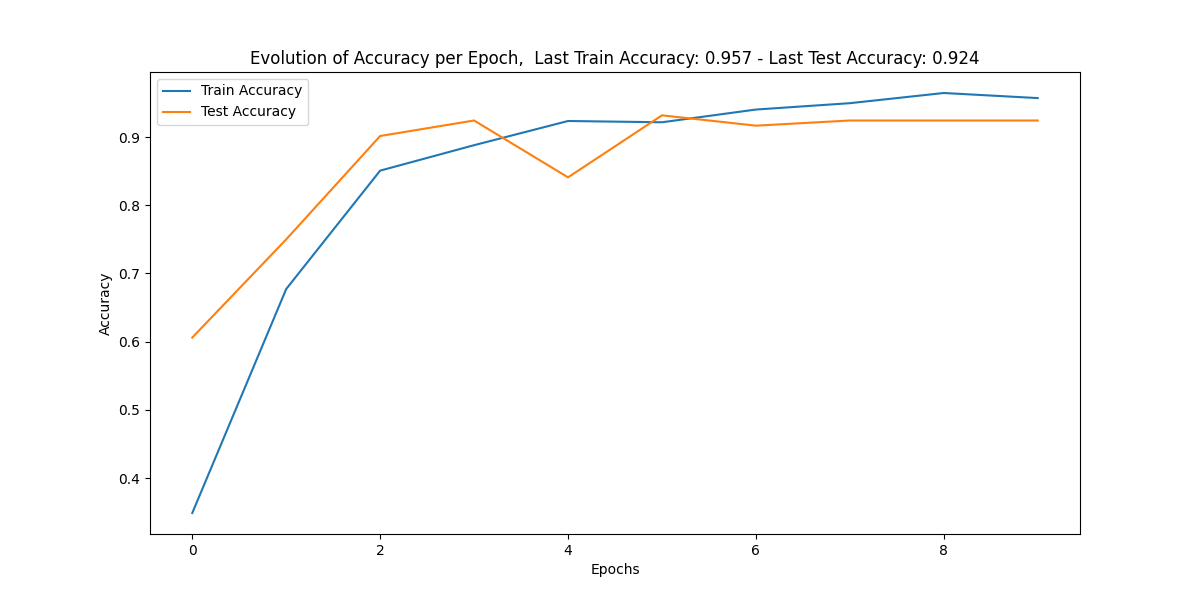 Evolution of Accuracy per Epoch,  Last Train Accuracy: 0.957 - Last Test Accuracy: 0.924
Train Accuracy
Test Accuracy
0.9
0.8
0.7
0.6
0.5
0.4
Accuracy
0 2 4 6 8
Epochs